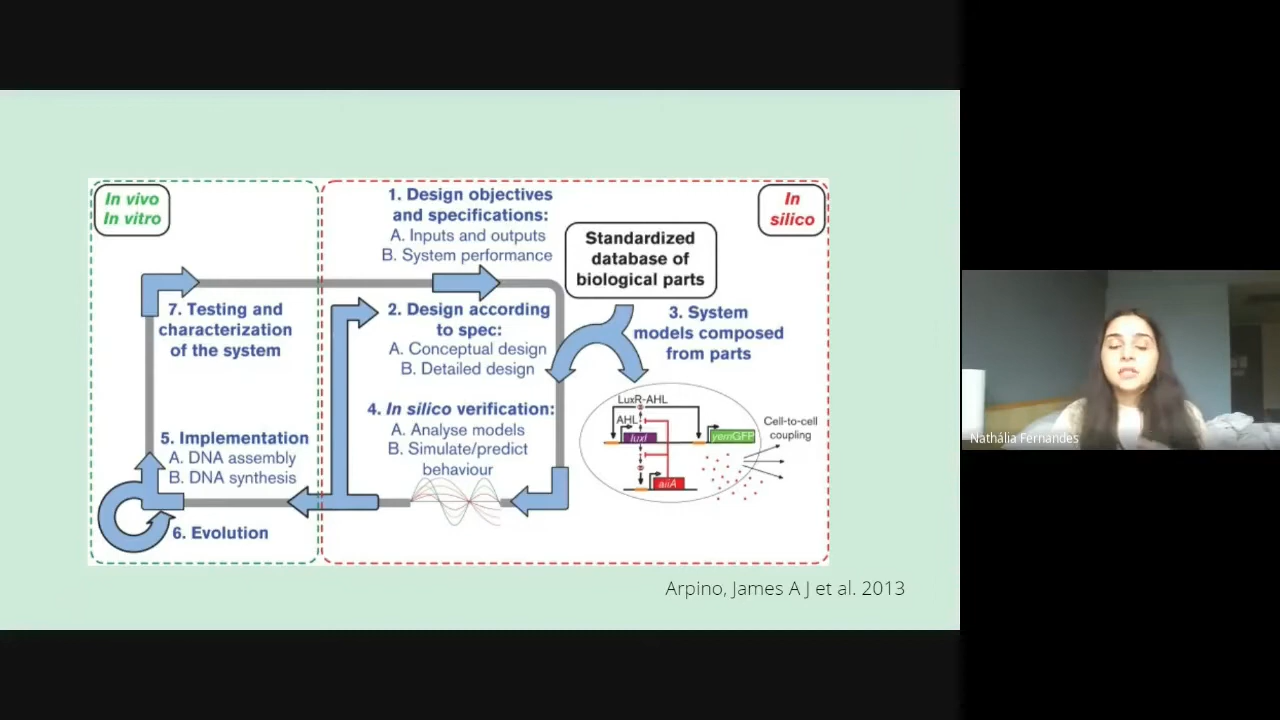 In vivo
In vitro
1. Design objectives
and specifications:
A. Inputs and outputs
B. System performance
In
silico
Standardized
database of
biological parts
7. Testing and
characterization
of the system
2. Design according
to spec:
A. Conceptual design
B. Detailed design
3. System
models composed
from parts
4. In silico verification:
A. Analyse models
B. Simulate/predict
behaviour
LuxR-AHL
AHL
luxI
yemGFP
aiiA
Cell-to-cell
coupling
5. Implementation
A. DNA assembly
B. DNA synthesis
6. Evolution
Arpino, James A J et al. 2013
Nathália Fernandes